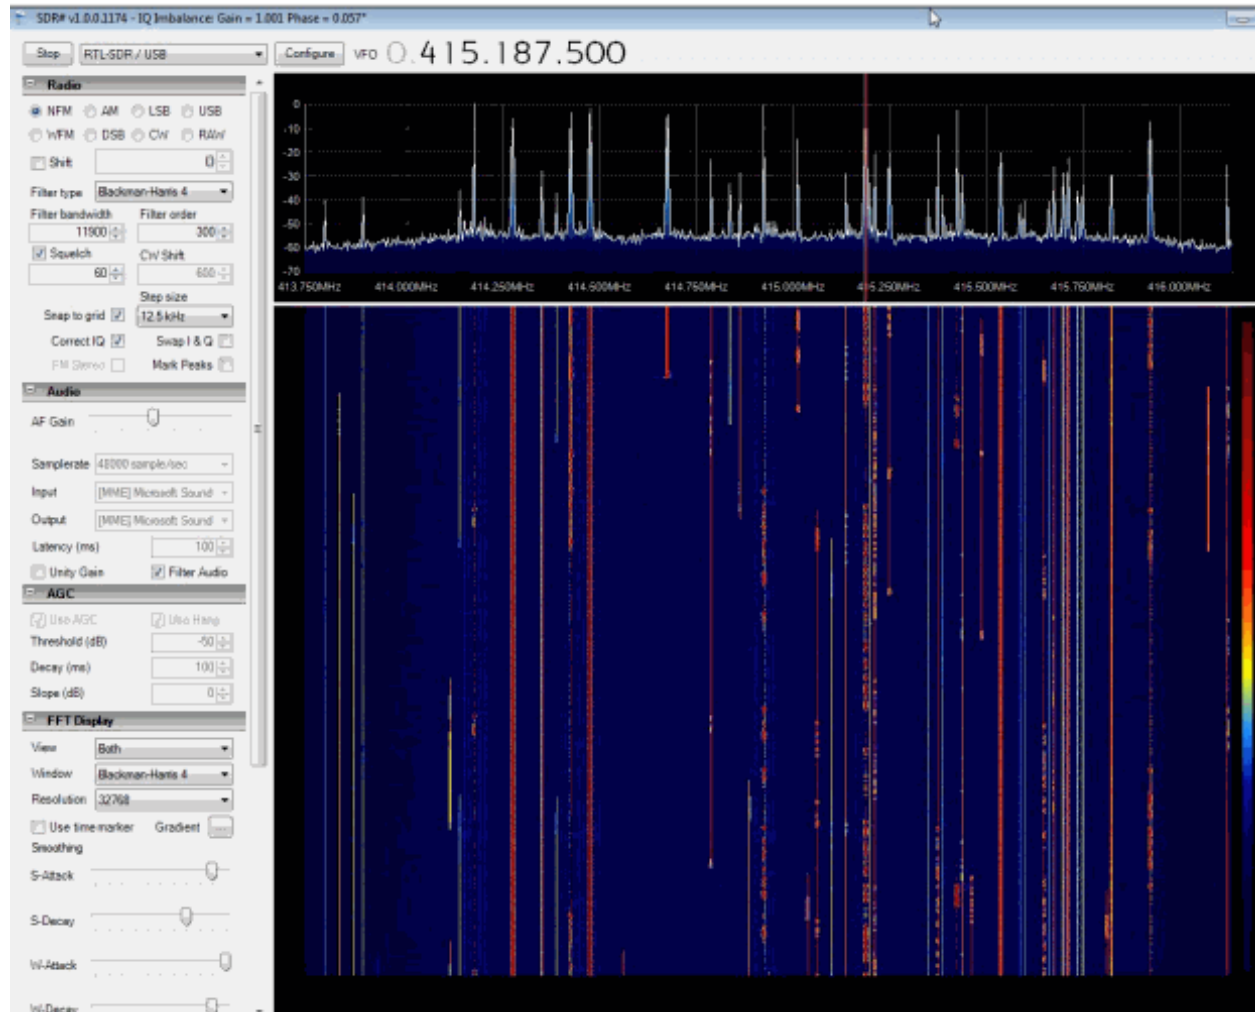 SDR# v1.0.0.1174 - IQ Imbalance: Gain = 1.001 Phase = 0.057°
Stop RTL-SDR / USB Configure VFO 0.415.187.500
Radio
NFM AM LSB USB
WFM DSB CW RAW
Shift 0
Filter type Blackman-Harris 4
Filter bandwidth Filter order
11900 300
Squelch CW Shift
60 600
Step size
Snap to grid 12.5 kHz
Correct IQ Swap I & Q
FM Stereo Mark Peaks
Audio
AF Gain
Samplerate 48000 sample/sec
Input [MME] Microsoft Sound
Output [MME] Microsoft Sound
Latency (ms) 100
Unity Gain Filter Audio
AGC
Use AGC Use Hang
Threshold (dB) -50
Decay (ms) 100
Slope (dB) 0
FFT Display
View Both
Window Blackman-Harris 4
Resolution 32768
Use time marker Gradient ...
Smoothing
S-Attack
S-Decay
W-Attack
W-Decay
0
-10
-20
-30
-40
-50
-60
-70
413.750MHz 414.000MHz 414.250MHz 414.500MHz 414.750MHz 415.000MHz 415.250MHz 415.500MHz 415.750MHz 416.000MHz